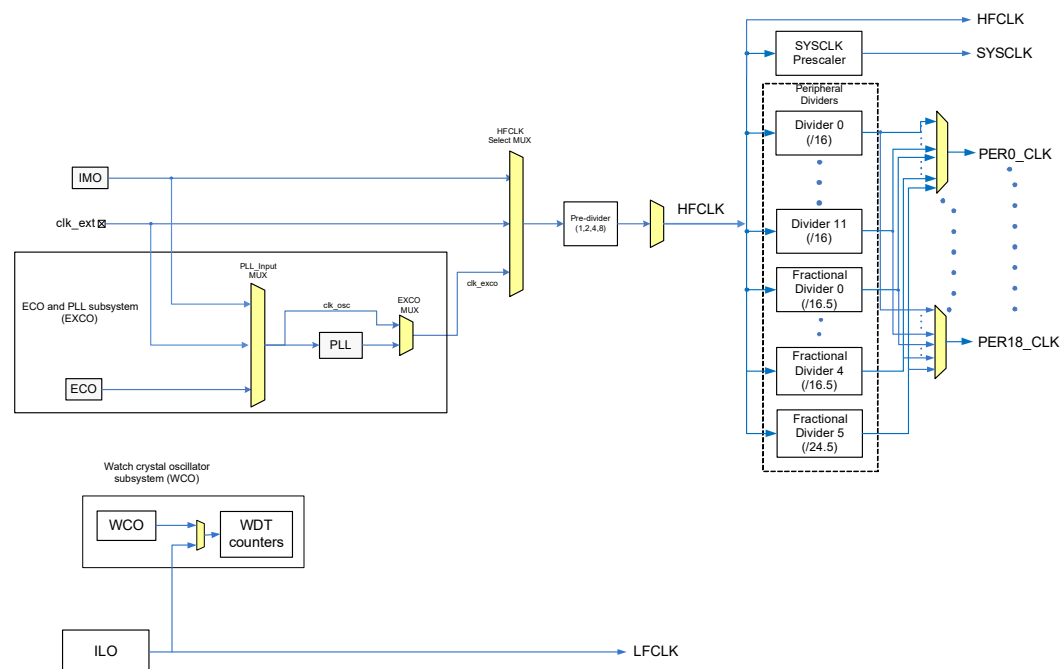 HFCLK
SYSCLK
Prescaler
SYSCLK
Peripheral
Dividers
Divider 0
(/16)
HFCLK
Select MUX
PER0_CLK
IMO
clk_ext
Pre-divider
(1,2,4,8)
HFCLK
Divider 11
(/16)
PLL_Input
MUX
clk_exco
Fractional
Divider 0
(/16.5)
ECO and PLL subsystem
(EXCO)
clk_osc
EXCO
MUX
PLL
PER18_CLK
Fractional
Divider 4
(/16.5)
ECO
Fractional
Divider 5
(/24.5)
Watch crystal oscillator
subsystem (WCO)
WCO
WDT
counters
ILO
LFCLK